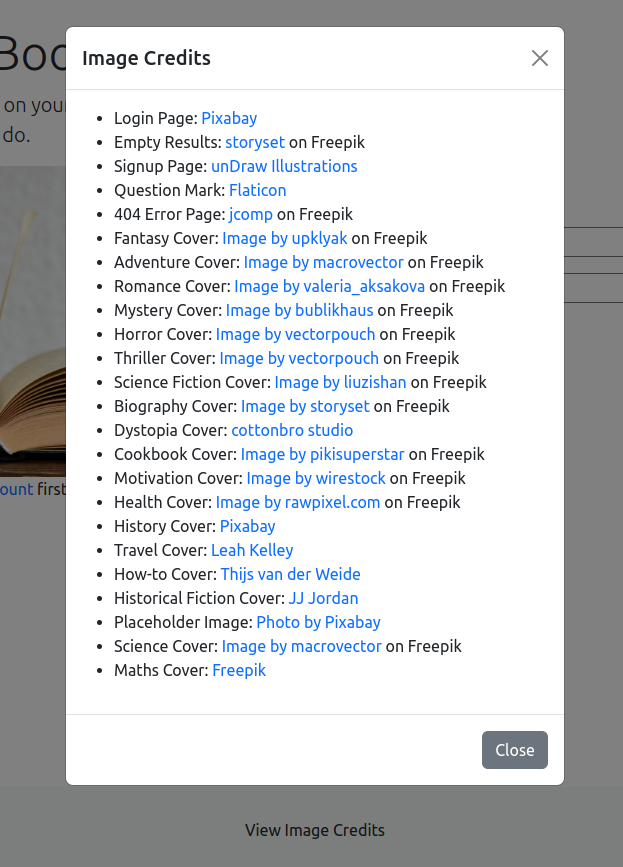 Boo
Image Credits
on your
do.
Login Page: Pixabay
Empty Results: storyset on Freepik
Signup Page: unDraw Illustrations
Question Mark: Flaticon
404 Error Page: jcomp on Freepik
Fantasy Cover: Image by upklyak on Freepik
Adventure Cover: Image by macrovector on Freepik
Romance Cover: Image by valeria_aksakova on Freepik
Mystery Cover: Image by bublikhaus on Freepik
Horror Cover: Image by vectorpouch on Freepik
Thriller Cover: Image by vectorpouch on Freepik
Science Fiction Cover: Image by liuzishan on Freepik
Biography Cover: Image by storyset on Freepik
Dystopia Cover: cottonbro studio
Cookbook Cover: Image by pikisuperstar on Freepik
Motivation Cover: Image by wirestock on Freepik
ount first
Health Cover: Image by rawpixel.com on Freepik
History Cover: Pixabay
Travel Cover: Leah Kelley
How-to Cover: Thijs van der Weide
Historical Fiction Cover: JJ Jordan
Placeholder Image: Photo by Pixabay
Science Cover: Image by macrovector on Freepik
Maths Cover: Freepik
Close
View Image Credits